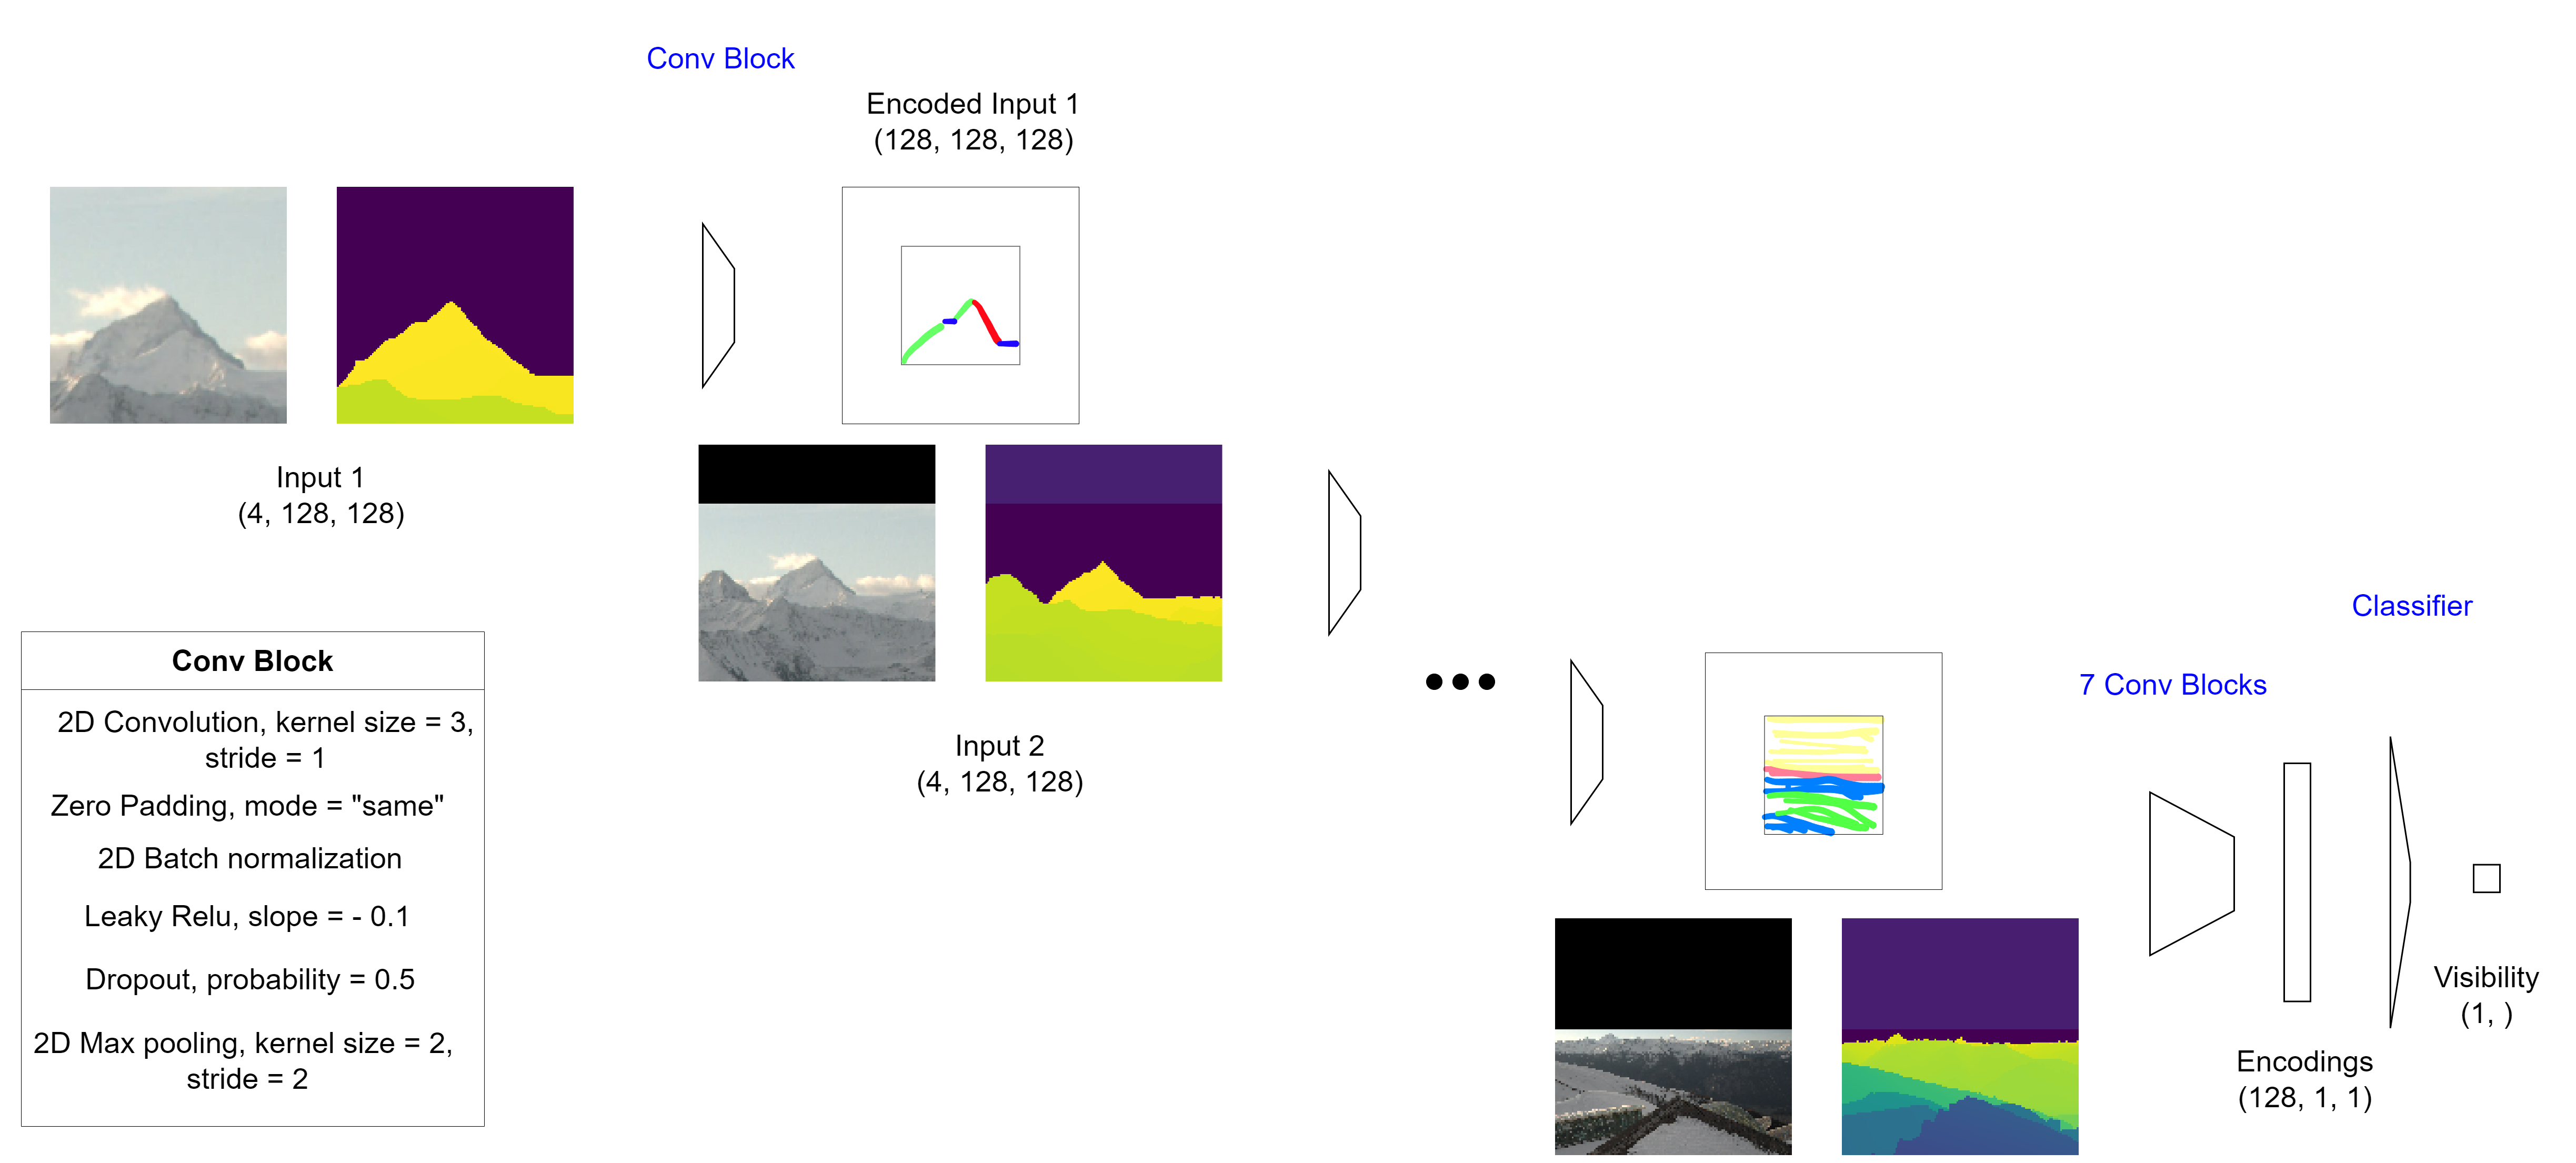 Conv Block
Encoded Input 1
(128, 128, 128)
Input 1
(4, 128, 128)
Input 2
(4, 128, 128)
Conv Block
2D Convolution, kernel size = 3,
stride = 1
Zero Padding, mode = "same"
2D Batch normalization
Leaky Relu, slope = - 0.1
Dropout, probability = 0.5
2D Max pooling, kernel size = 2,
stride = 2
7 Conv Blocks
Classifier
Encodings
(128, 1, 1)
Visibility
(1, )